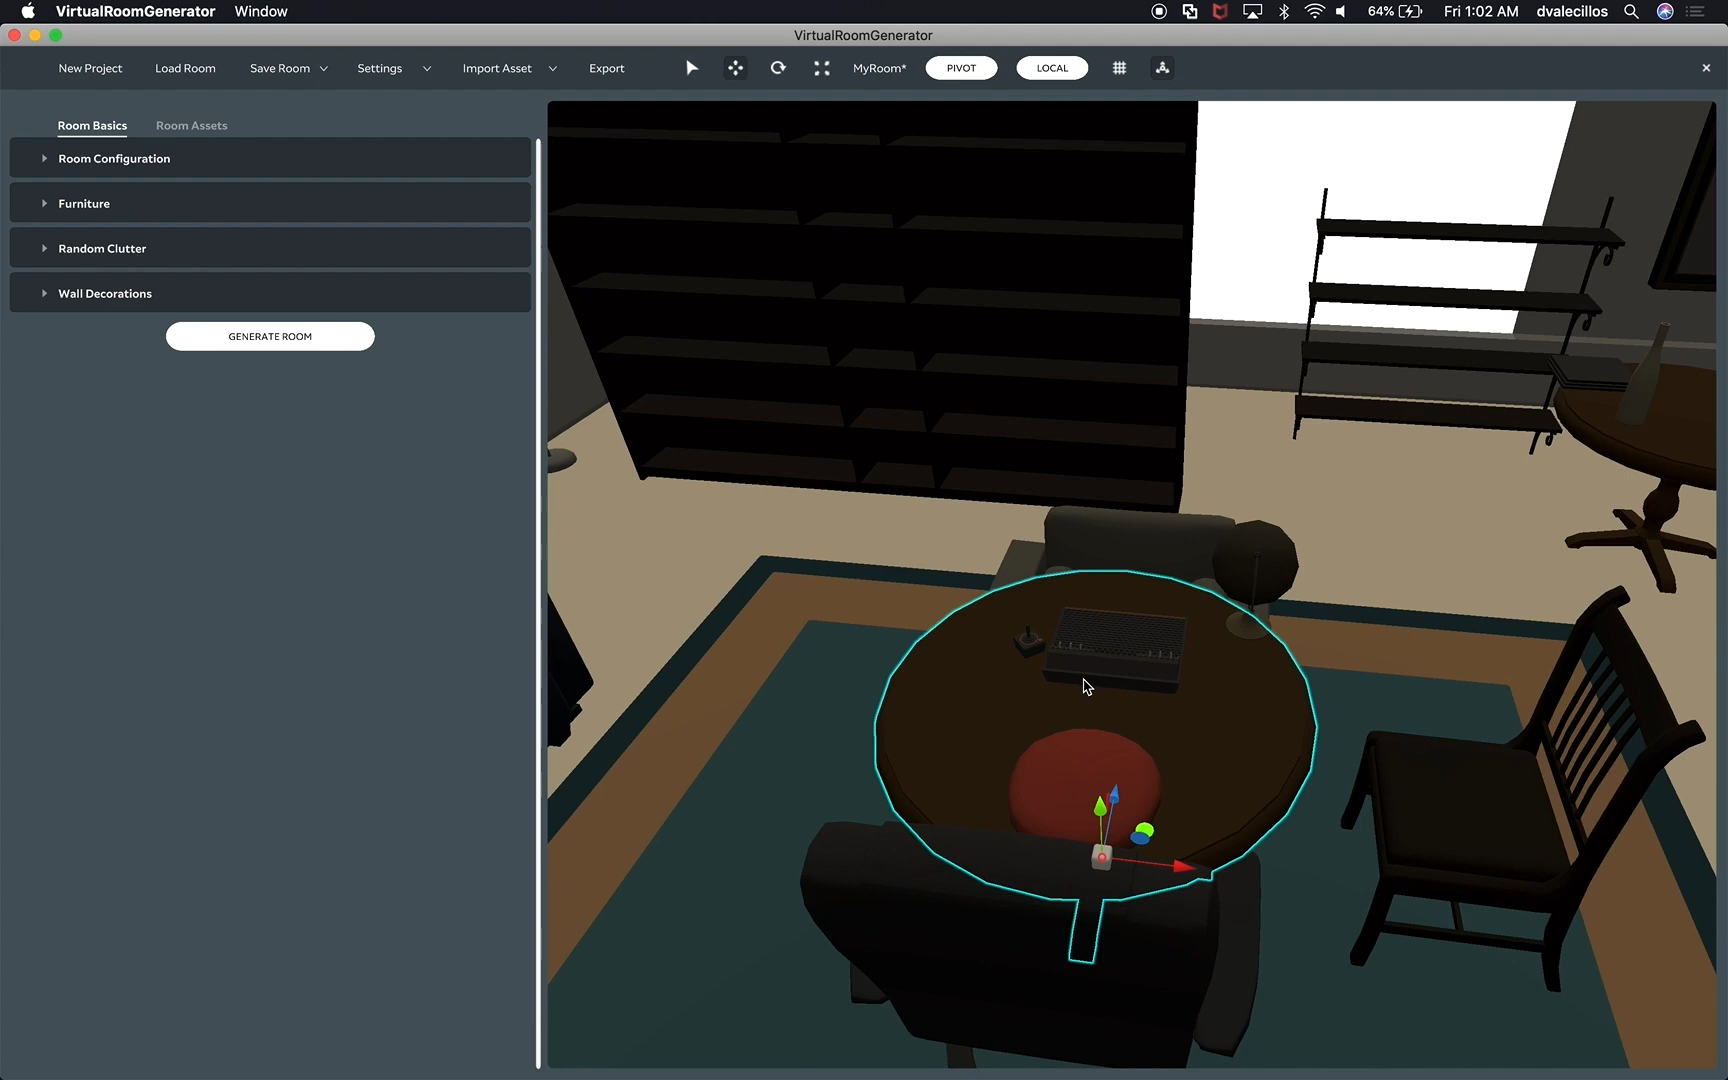 VirtualRoomGenerator Window 64% Fri 1:02 AM dvalecillos
VirtualRoomGenerator
New Project Load Room Save Room Settings Import Asset Export MyRoom* PIVOT LOCAL
Room Basics Room Assets
Room Configuration
Furniture
Random Clutter
Wall Decorations
GENERATE ROOM